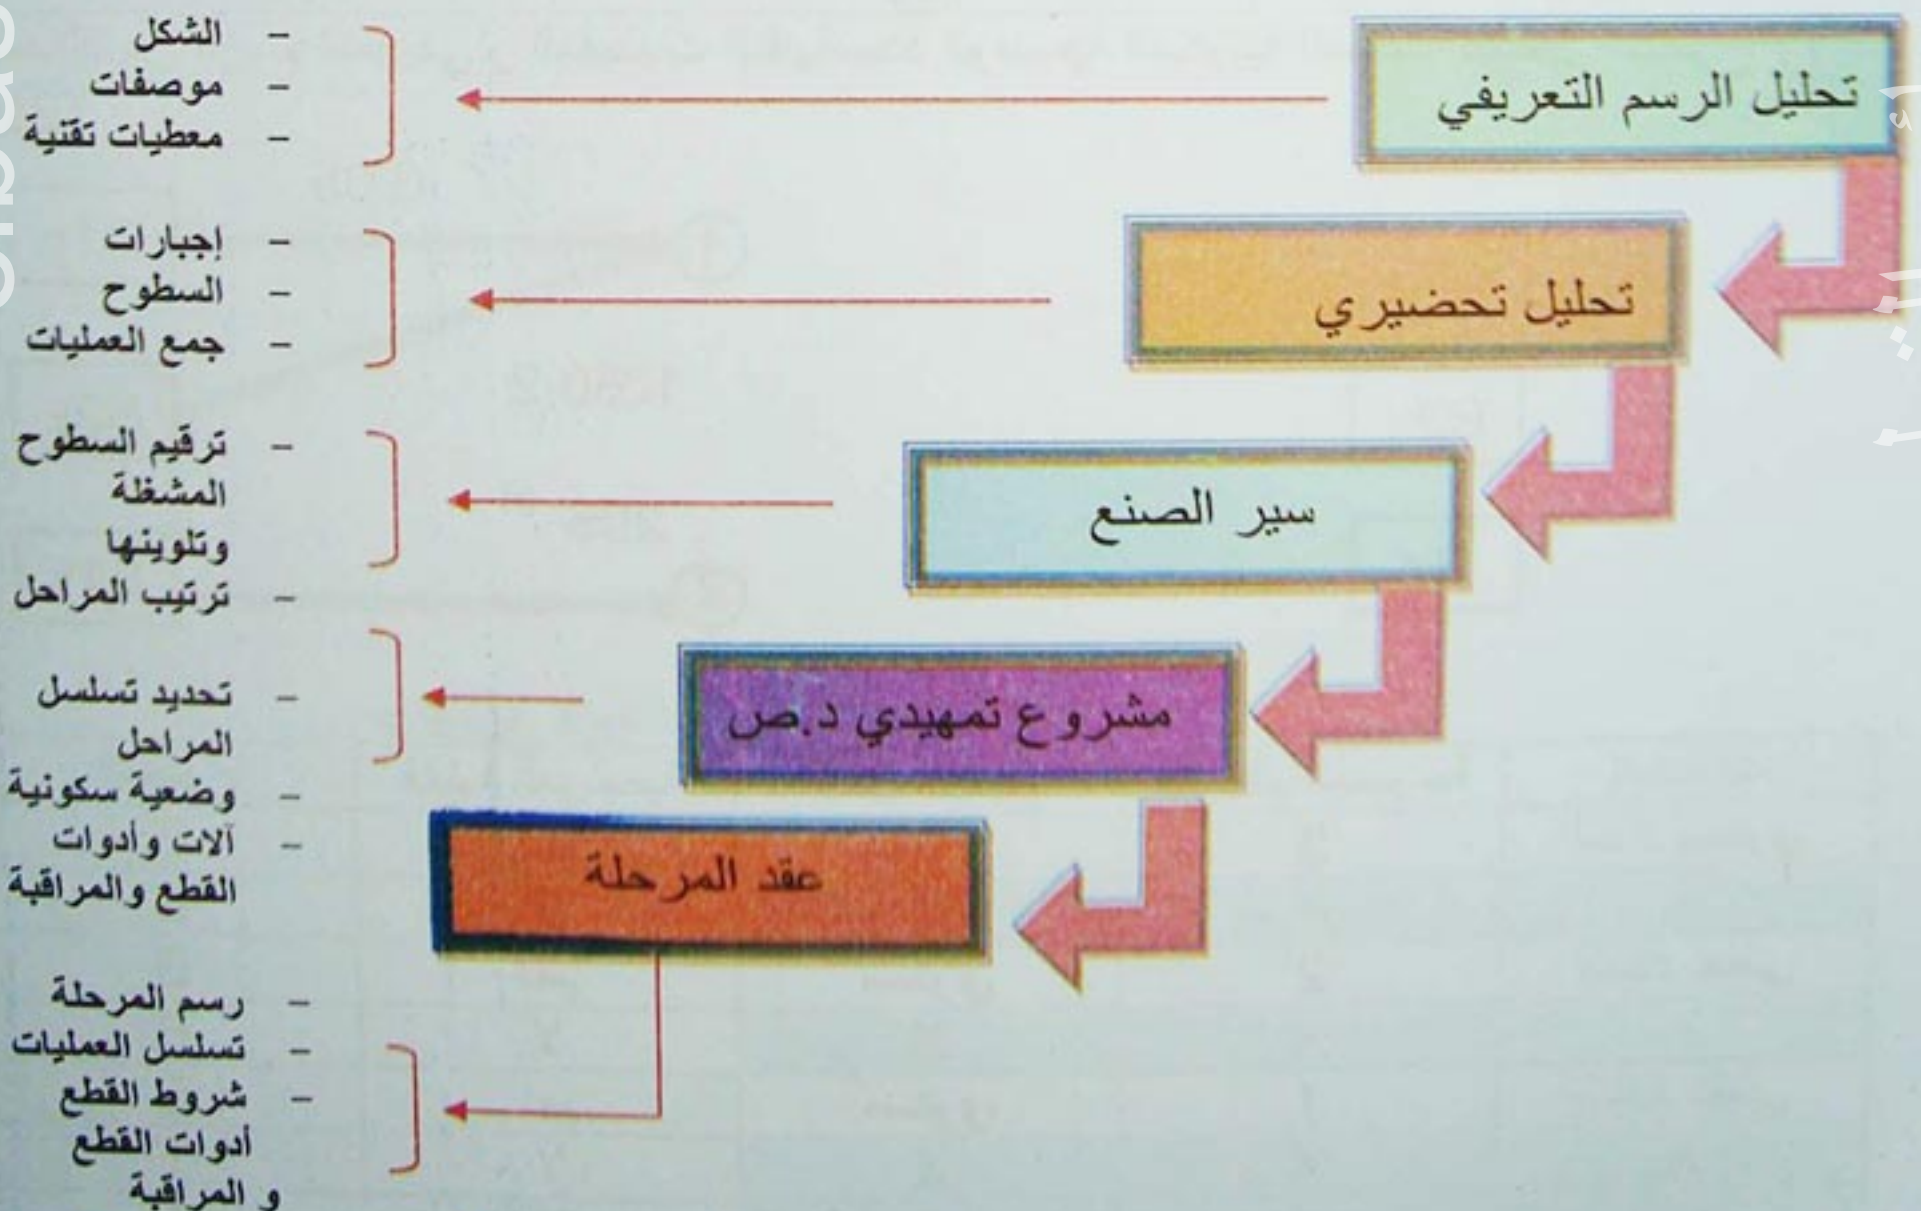 تحليل الرسم التعريفي
- الشكل
- موصفات
- معطيات تقنية
تحليل تحضيري
- إجبارات
- السطوح
- جمع العمليات
سير الصنع
- ترقيم السطوح
المشغلة
وتلوينها
- ترتيب المراحل
مشروع تمهيدي د.ص
- تحديد تسلسل
المراحل
- وضعية سكونية
- آلات وأدوات
القطع والمراقبة
عقد المرحلة
- رسم المرحلة
- تسلسل العمليات
- شروط القطع
أدوات القطع
و المراقبة